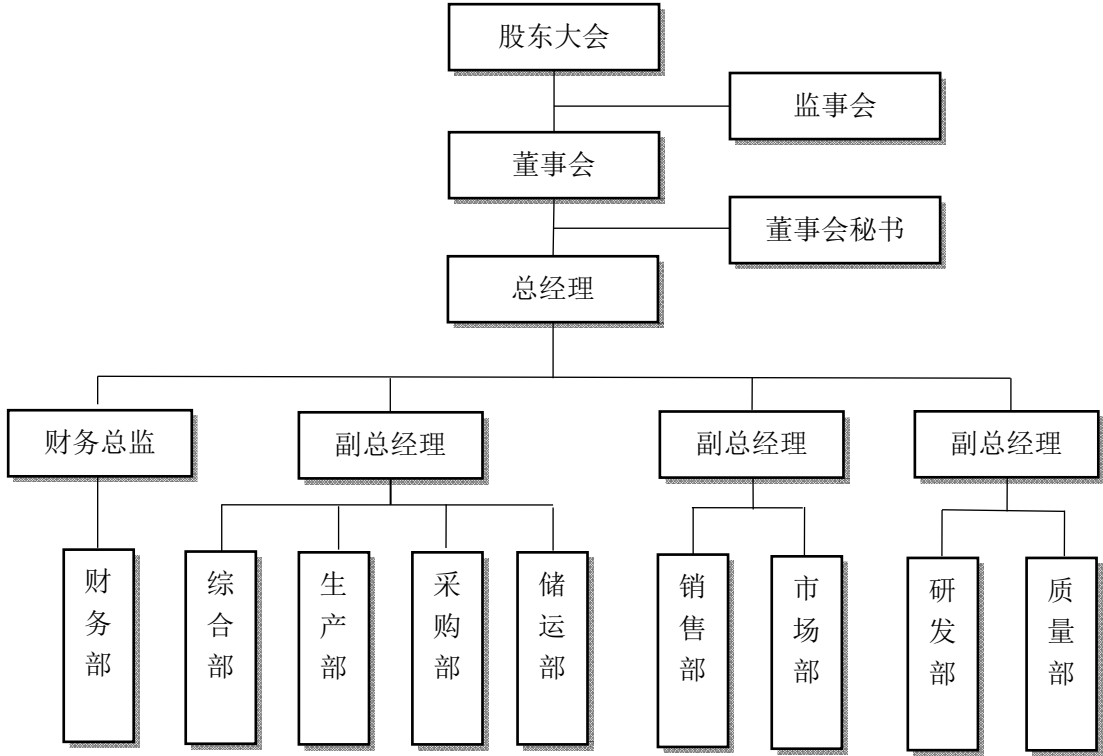 股东大会
监事会
董事会
董事会秘书
总经理
财务总监
副总经理
副总经理
副总经理
财务部
综合部
生产部
采购部
储运部
销售部
市场部
研发部
质量部